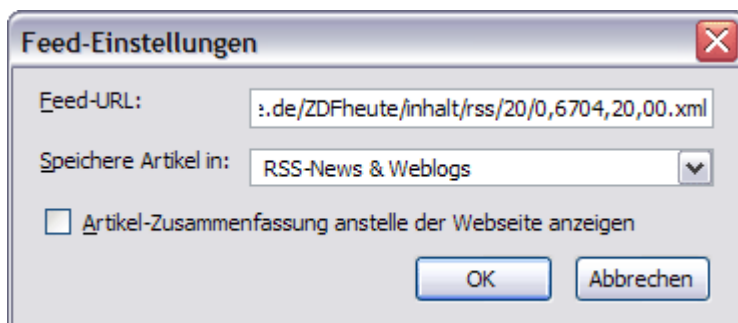 Feed-Einstellungen
Feed-URL: e.de/ZDFheute/inhalt/rss/20/0,6704,20,00.xml
Speichere Artikel in: RSS-News & Weblogs
Artikel-Zusammenfassung anstelle der Webseite anzeigen
OK Abbrechen